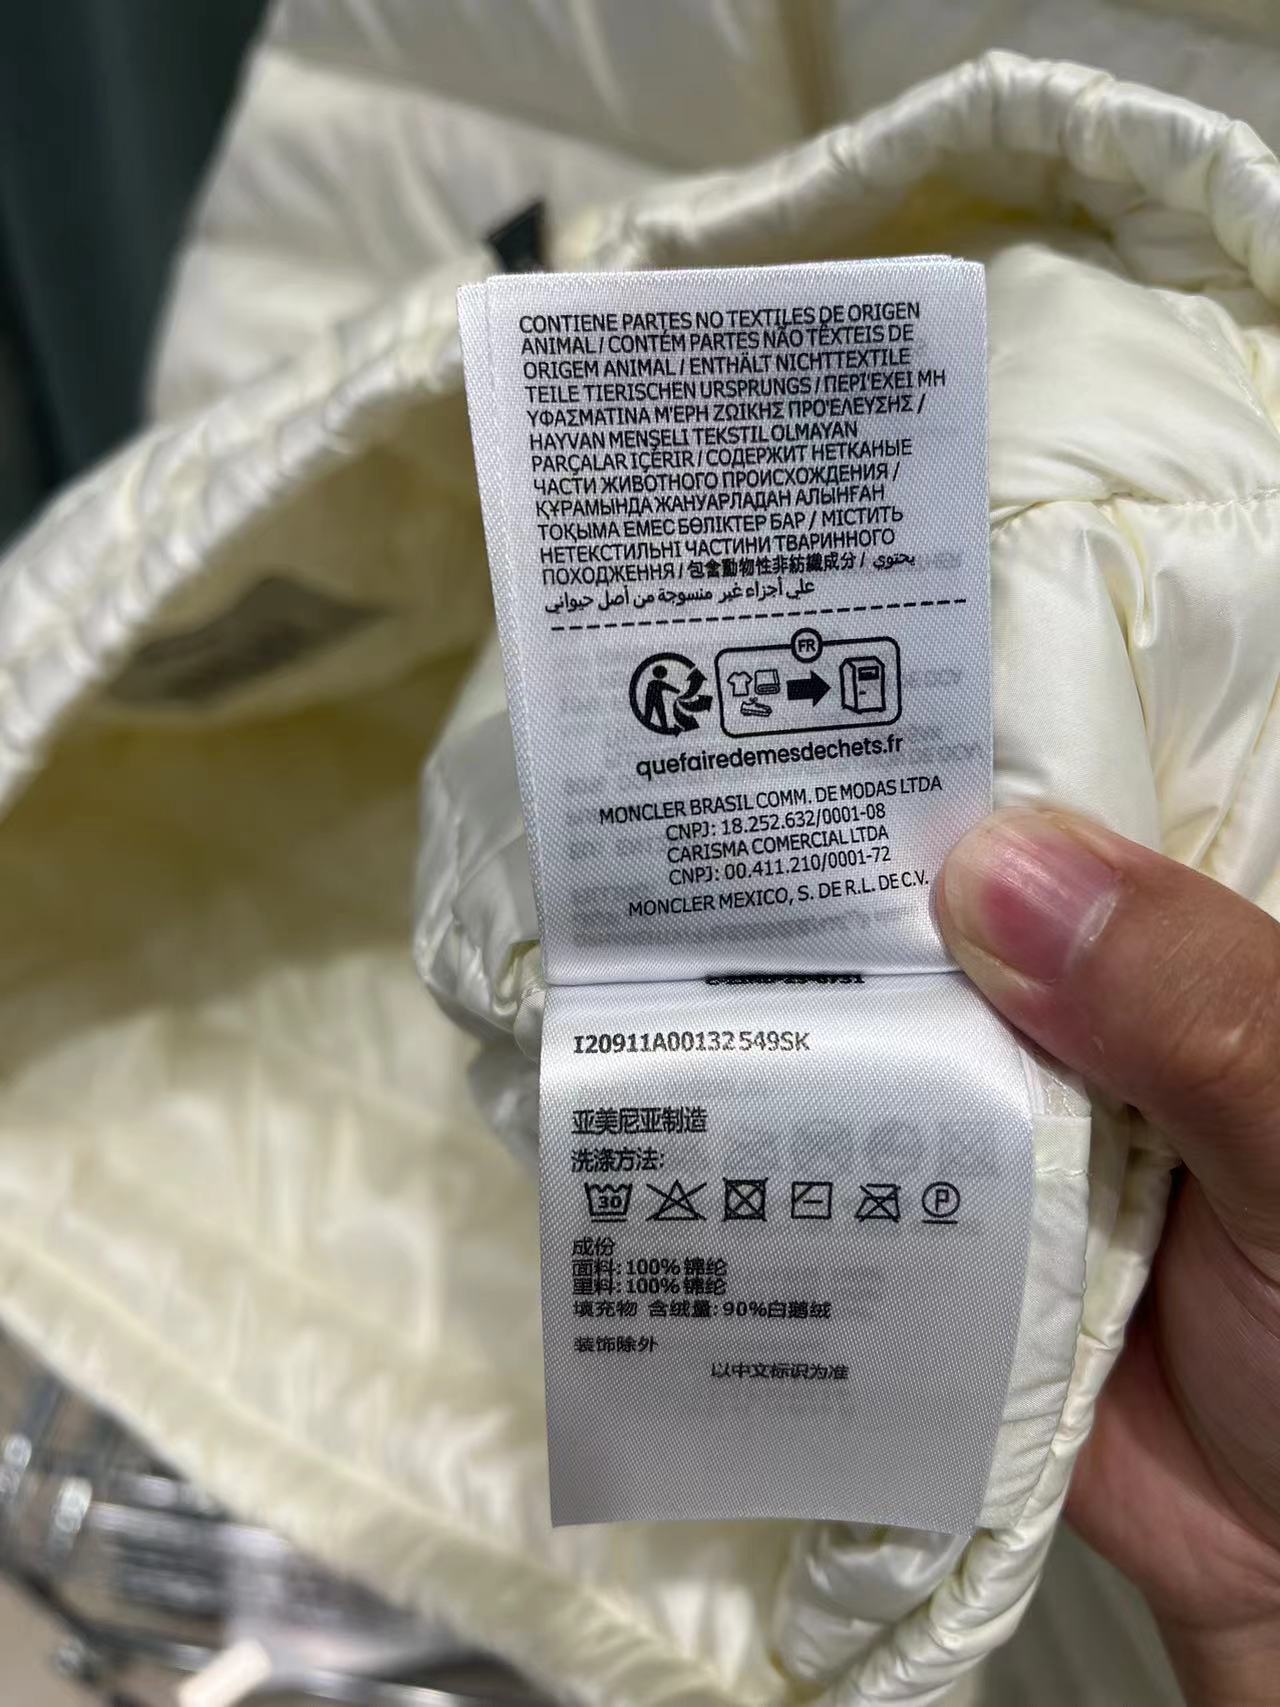 CONTIENE PARTES NO TEXTILES DE ORIGEN
ANIMAL / CONTÉM PARTES NÃO TÊXTEIS DE
ORIGEM ANIMAL / ENTHÄLT NICHTTEXTILE
TEILE TIERISCHEN URSPRUNGS / ΠΕΡΙ'ΕΧΕΙ ΜΗ
ΥΦΑΣΜΑΤΙΝΑ Μ'ΕΡΗ ΖΩΙΚΗΣ ΠΡΟ'ΕΛΕΥΣΗΣ /
HAYVAN MENŞELİ TEKSTİL OLMAYAN
PARÇALAR İÇERİR / СОДЕРЖИТ НЕТКАНЫЕ
ЧАСТИ ЖИВОТНОГО ПРОИСХОЖДЕНИЯ /
ҚҰРАМЫНДА ЖАНУАРЛАДАН АЛЫНҒАН
ТОҚЫМА ЕМЕС БӨЛІКТЕР БАР / МІСТИТЬ
НЕТЕКСТИЛЬНІ ЧАСТИНИ ТВАРИННОГО
ПОХОДЖЕННЯ / 包含動物性非紡織成分 / يحتوي
على أجزاء غير منسوجة من أصل حيواني
FR
quefairedemesdechets.fr
MONCLER BRASIL COMM. DE MODAS LTDA
CNPJ: 18.252.632/0001-08
CARISMA COMERCIAL LTDA
CNPJ: 00.411.210/0001-72
MONCLER MEXICO, S. DE R.L. DE C.V.
I20911A00132 549SK
亚美尼亚制造
洗涤方法:
30
P
成份
面料: 100% 锦纶
里料: 100% 锦纶
填充物 含绒量: 90%白鹅绒
装饰除外
以中文标识为准